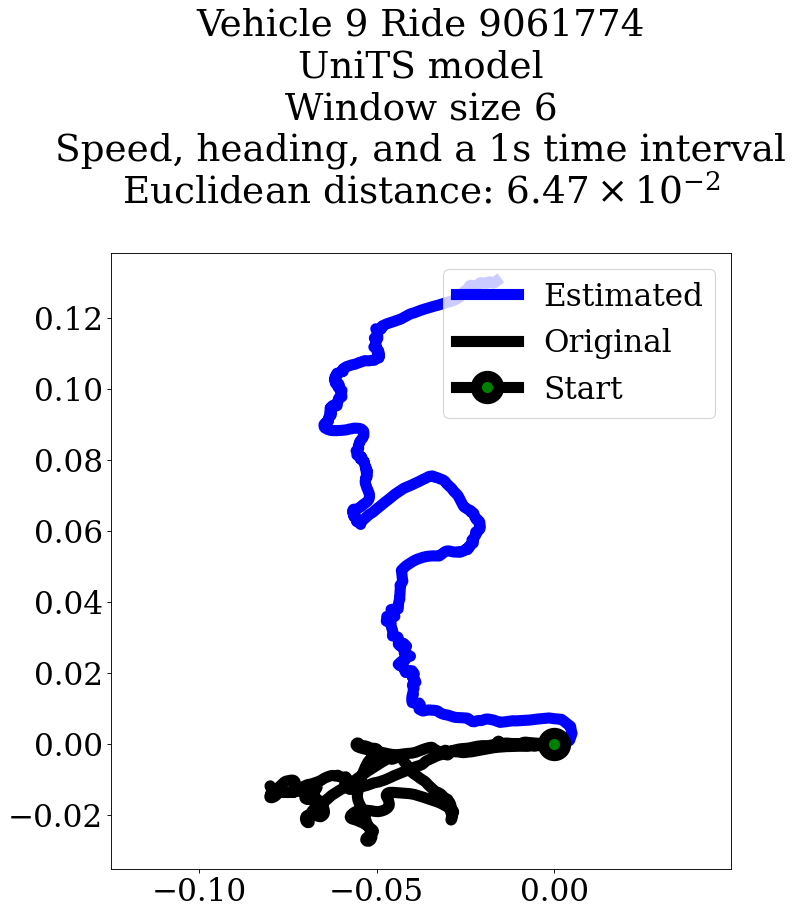 Vehicle 9 Ride 9061774
UniTS model
Window size 6
Speed, heading, and a 1s time interval
Euclidean distance: 6.47 × 10⁻²
Estimated
Original
Start
0.12
0.10
0.08
0.06
0.04
0.02
0.00
−0.02
−0.10
−0.05
0.00